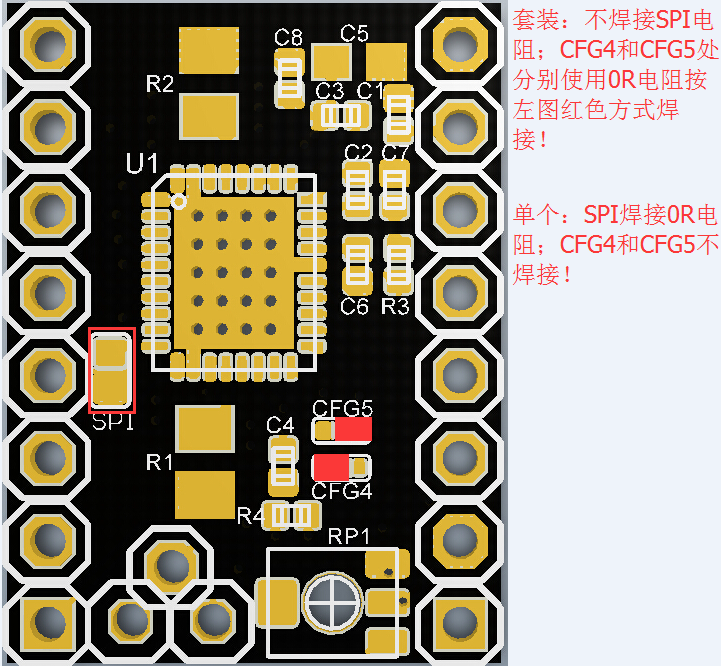 套装：不焊接SPI电
阻；CFG4和CFG5处
分别使用0R电阻按
左图红色方式焊
接！
单个：SPI焊接0R电
阻；CFG4和CFG5不
焊接！
C8
C5
R2
C3
C1
U1
C2
C7
C6
R3
SPI
CFG5
C4
R1
CFG4
R4
RP1